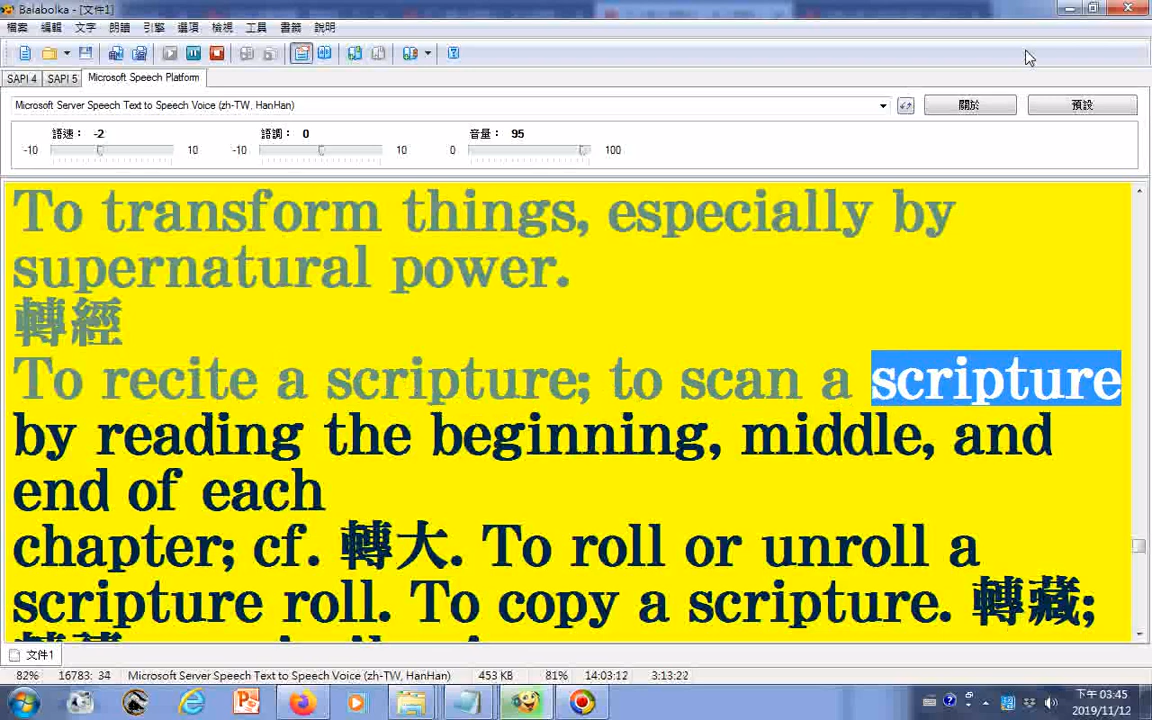 Balabolka - [文件1]
檔案 編輯 文字 朗讀 引擎 選項 檢視 工具 書籤 說明
SAPI 4 SAPI 5 Microsoft Speech Platform
Microsoft Server Speech Text to Speech Voice (zh-TW, HanHan) 關於 預設
語速： -2 語調： 0 音量： 95
-10 10 -10 10 0 100
To transform things, especially by
supernatural power.
轉經
To recite a scripture; to scan a scripture
by reading the beginning, middle, and
end of each
chapter; cf. 轉大. To roll or unroll a
scripture roll. To copy a scripture. 轉藏;
文件1
82% 16783: 34 Microsoft Server Speech Text to Speech Voice (zh-TW, HanHan) 453 KB 81% 14:03:12 3:13:22
下午 03:45
2019/11/12